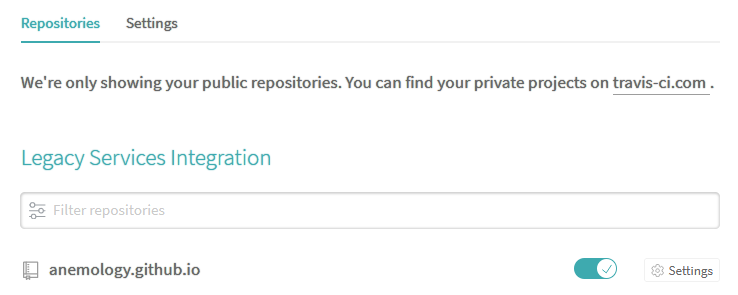 Repositories Settings
We're only showing your public repositories. You can find your private projects on travis-ci.com .
Legacy Services Integration
Filter repositories
anemology.github.io Settings